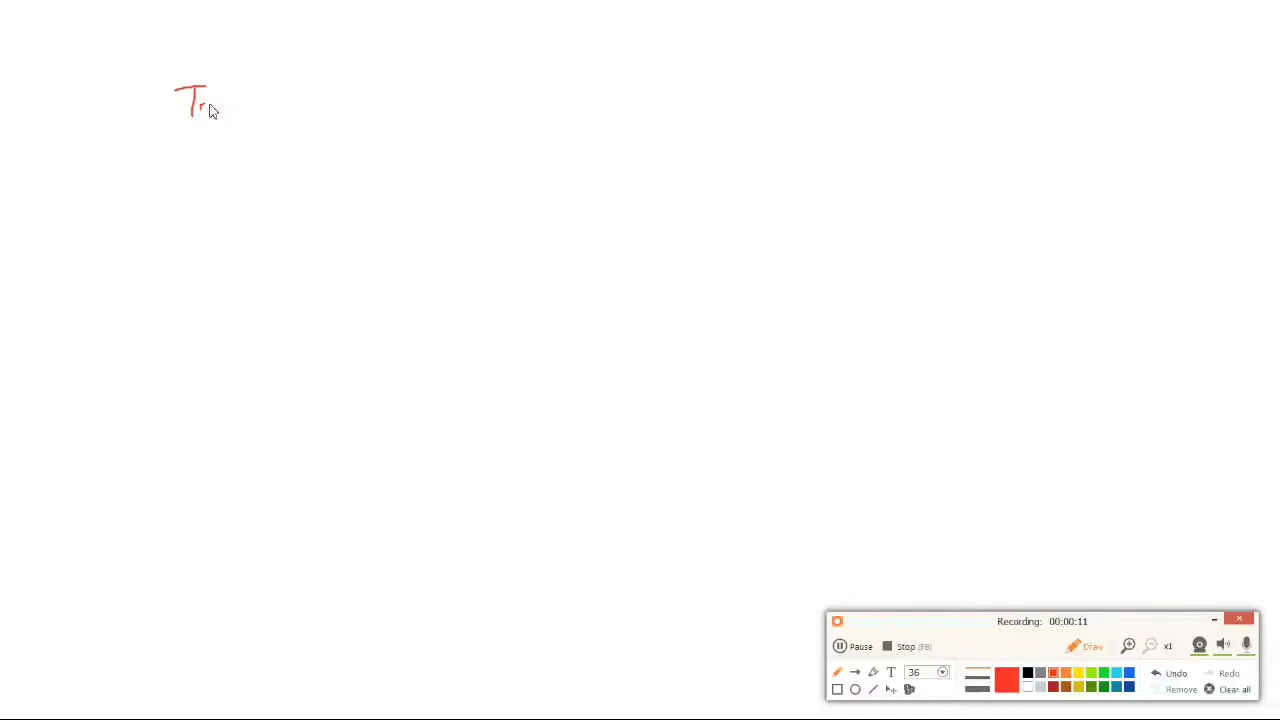 Tr
Recording: 00:00:11
Pause Stop (F8) Draw x1
T 36 Undo Redo
Remove Clear all